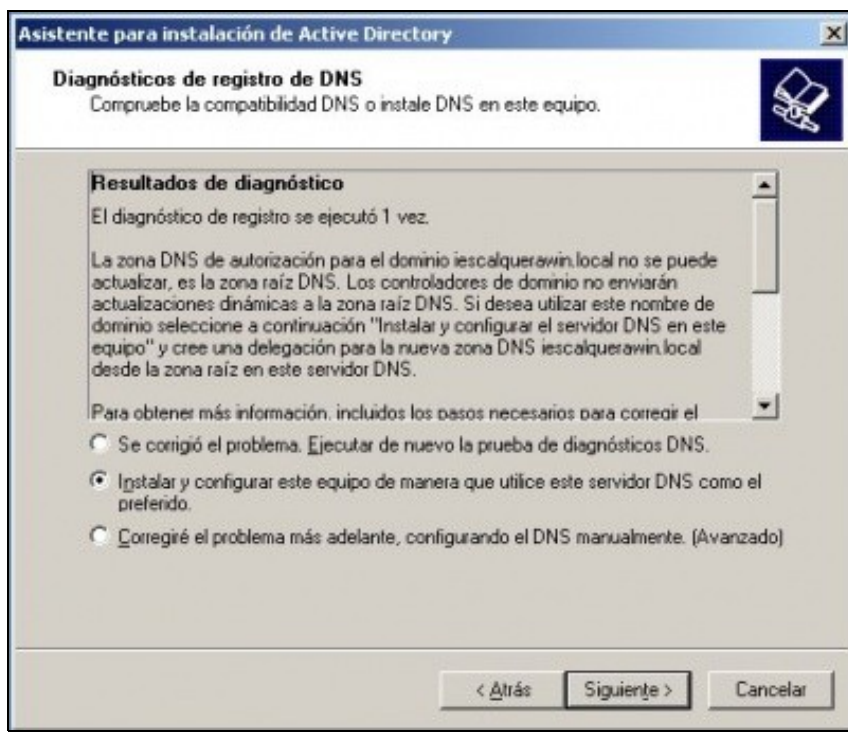 Asistente para instalación de Active Directory
Diagnósticos de registro de DNS
Compruebe la compatibilidad DNS o instale DNS en este equipo.
Resultados de diagnóstico
El diagnóstico de registro se ejecutó 1 vez.
La zona DNS de autorización para el dominio iescalquerawin.local no se puede
actualizar, es la zona raíz DNS. Los controladores de dominio no enviarán
actualizaciones dinámicas a la zona raíz DNS. Si desea utilizar este nombre de
dominio seleccione a continuación "Instalar y configurar el servidor DNS en este
equipo" y cree una delegación para la nueva zona DNS iescalquerawin.local
desde la zona raíz en este servidor DNS.
Para obtener más información, incluidos los pasos necesarios para corregir el
Se corrigió el problema. Ejecutar de nuevo la prueba de diagnósticos DNS.
Instalar y configurar este equipo de manera que utilice este servidor DNS como el
preferido.
Corregiré el problema más adelante, configurando el DNS manualmente. (Avanzado)
< Atrás
Siguiente >
Cancelar